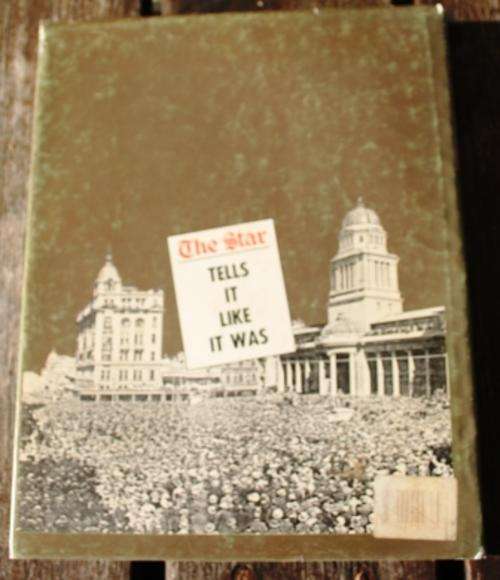 The Star
TELLS
IT
LIKE
IT WAS